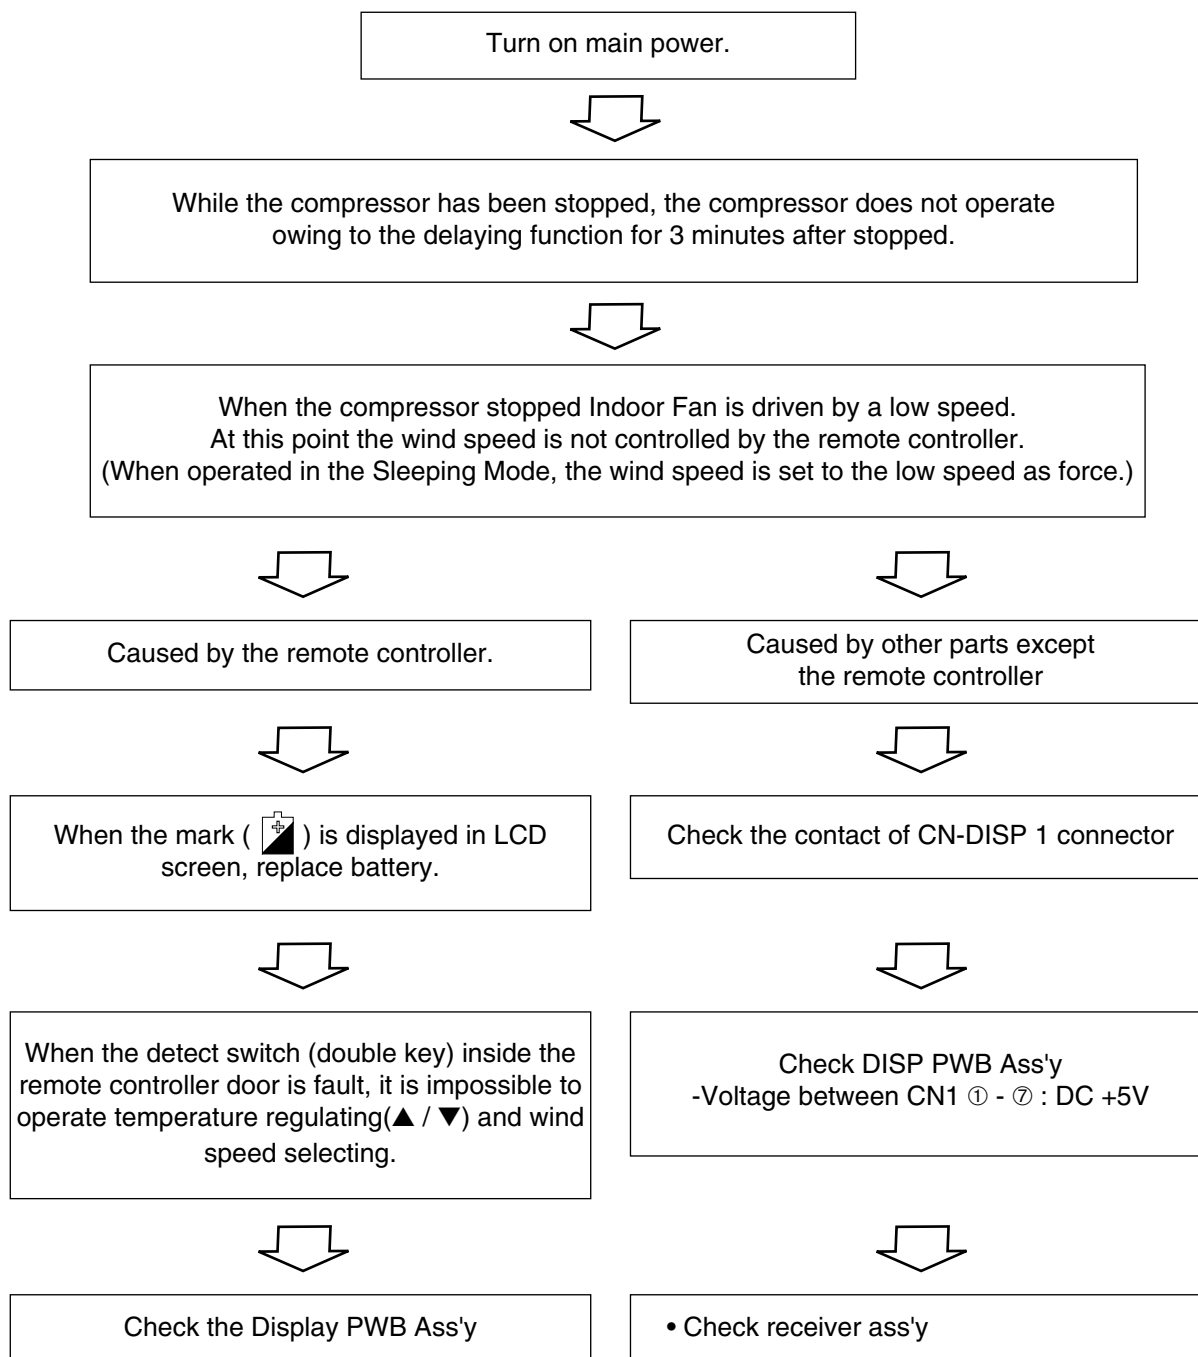 Turn on main power.
While the compressor has been stopped, the compressor does not operate
owing to the delaying function for 3 minutes after stopped.
When the compressor stopped Indoor Fan is driven by a low speed.
At this point the wind speed is not controlled by the remote controller.
(When operated in the Sleeping Mode, the wind speed is set to the low speed as force.)
Caused by the remote controller.
When the mark ( ) is displayed in LCD
screen, replace battery.
When the detect switch (double key) inside the
remote controller door is fault, it is impossible to
operate temperature regulating(▲ / ▼) and wind
speed selecting.
Check the Display PWB Ass'y
Caused by other parts except
the remote controller
Check the contact of CN-DISP 1 connector
Check DISP PWB Ass'y
-Voltage between CN1 ① - ⑦ : DC +5V
• Check receiver ass'y